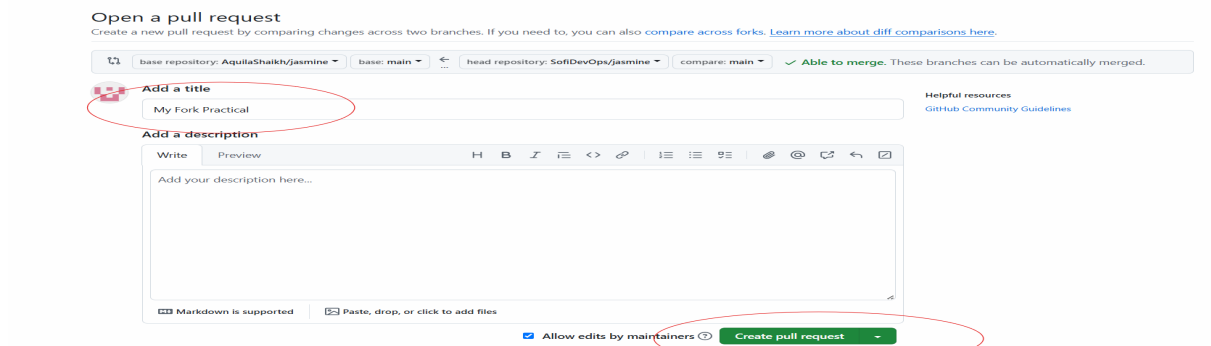 Open a pull request
Create a new pull request by comparing changes across two branches. If you need to, you can also compare across forks. Learn more about diff comparisons here.
base repository: AquilaShaikh/jasmine base: main ← ... head repository: SofiDevOps/jasmine compare: main ✓ Able to merge. These branches can be automatically merged.
Add a title
My Fork Practical
Add a description
Write Preview
Add your description here...
Markdown is supported Paste, drop, or click to add files
Allow edits by maintainers Create pull request
Helpful resources
GitHub Community Guidelines